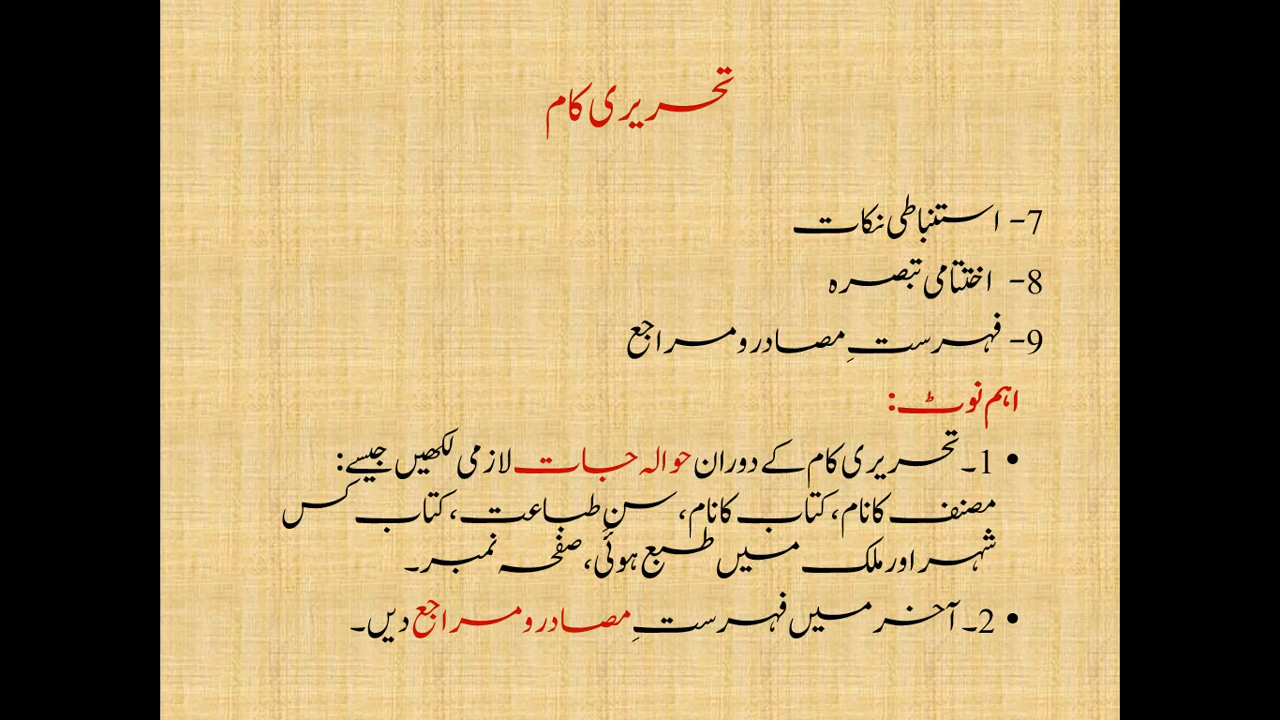 تحریری کام
7- استنباطی نکات
8- اختتامی تبصرہ
9- فہرستِ مصادر و مراجع
اہم نوٹ:
• 1۔ تحریری کام کے دوران حوالہ جات لازمی لکھیں جیسے:
مصنف کا نام، کتاب کا نام، سنِ طباعت، کتاب کس
شہر اور ملک میں طبع ہوئی، صفحہ نمبر۔
• 2۔ آخر میں فہرستِ مصادر و مراجع دیں۔